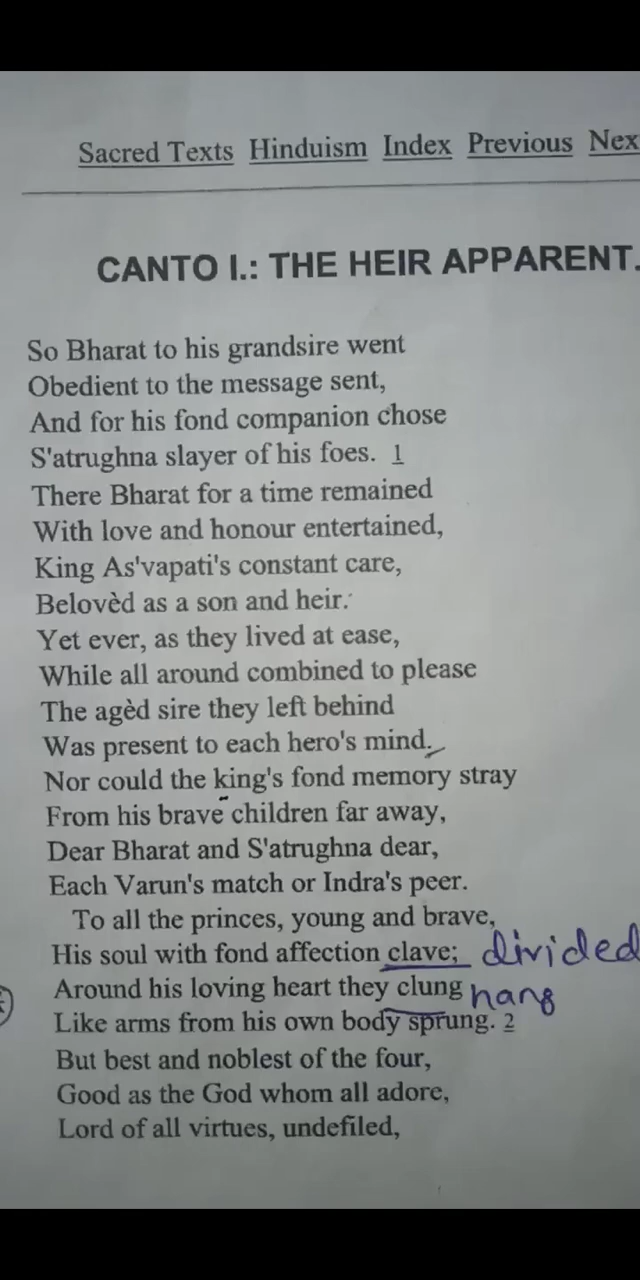 Sacred Texts Hinduism Index Previous Nex
CANTO I.: THE HEIR APPARENT.
So Bharat to his grandsire went
Obedient to the message sent,
And for his fond companion chose
S'atrughna slayer of his foes. 1
There Bharat for a time remained
With love and honour entertained,
King As'vapati's constant care,
Belovèd as a son and heir.
Yet ever, as they lived at ease,
While all around combined to please
The agèd sire they left behind
Was present to each hero's mind.
Nor could the king's fond memory stray
From his brave children far away,
Dear Bharat and S'atrughna dear,
Each Varun's match or Indra's peer.
To all the princes, young and brave,
His soul with fond affection clave; divided
Around his loving heart they clung hang
Like arms from his own body sprung. 2
But best and noblest of the four,
Good as the God whom all adore,
Lord of all virtues, undefiled,